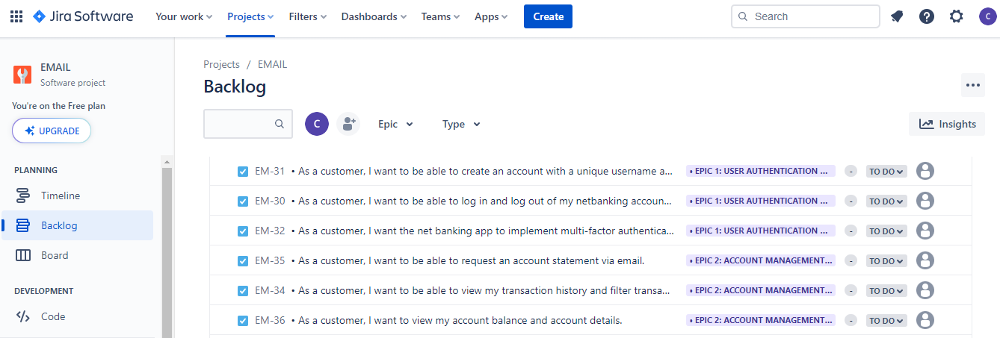 Jira Software Your work Projects Filters Dashboards Teams Apps Create Search C
EMAIL
Software project
You're on the Free plan
UPGRADE
PLANNING
Timeline
Backlog
Board
DEVELOPMENT
Code
Projects / EMAIL
Backlog
C Epic Type Insights
EM-31 • As a customer, I want to be able to create an account with a unique username a... • EPIC 1: USER AUTHENTICATION ... - TO DO
EM-30 • As a customer, I want to be able to log in and log out of my netbanking accoun... • EPIC 1: USER AUTHENTICATION ... - TO DO
EM-32 • As a customer, I want the net banking app to implement multi-factor authentica... • EPIC 1: USER AUTHENTICATION ... - TO DO
EM-35 • As a customer, I want to be able to request an account statement via email. • EPIC 2: ACCOUNT MANAGEMENT... - TO DO
EM-34 • As a customer, I want to be able to view my transaction history and filter transa... • EPIC 2: ACCOUNT MANAGEMENT... - TO DO
EM-36 • As a customer, I want to view my account balance and account details. • EPIC 2: ACCOUNT MANAGEMENT... - TO DO